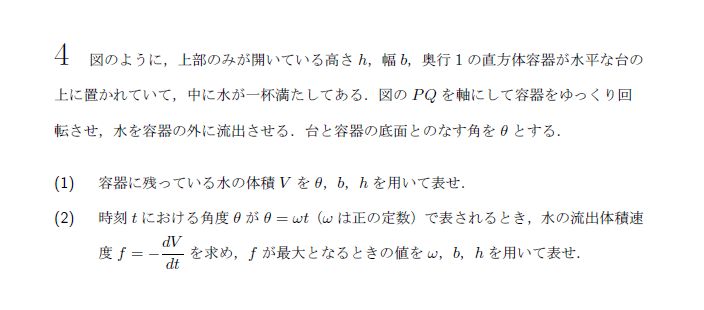 4 図のように，上部のみが開いている高さ h，幅 b，奥行 1 の直方体容器が水平な台の
上に置かれていて，中に水が一杯満たしてある．図の PQ を軸にして容器をゆっくり回
転させ，水を容器の外に流出させる．台と容器の底面とのなす角を θ とする．
(1) 容器に残っている水の体積 V を θ，b，h を用いて表せ．
(2) 時刻 t における角度 θ が θ = ωt（ω は正の定数）で表されるとき，水の流出体積速
度 f = −dV/dt を求め，f が最大となるときの値を ω，b，h を用いて表せ．